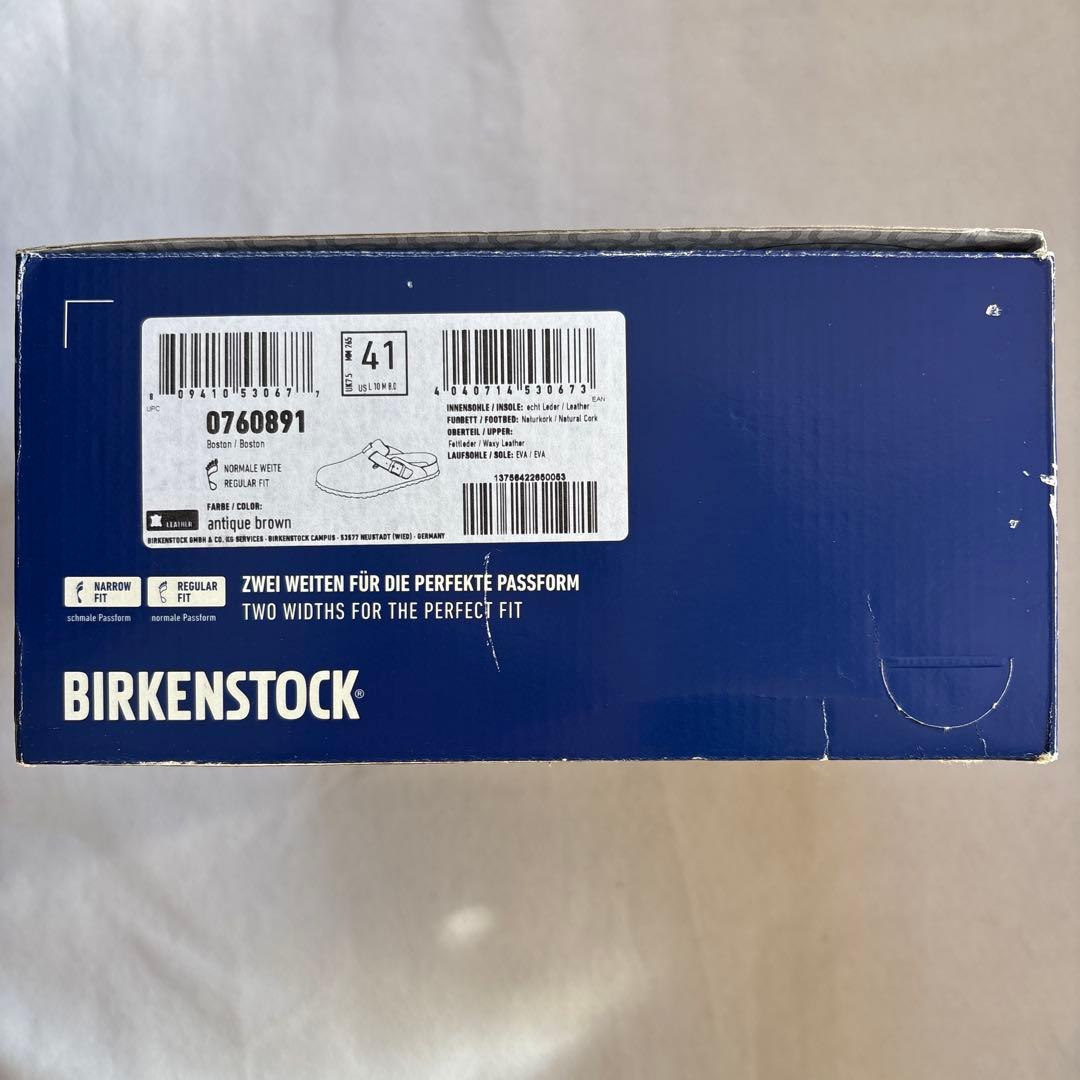 8 09410 53067 7
UPC
UK7.5
MM 265
41
US L 10 M 8.0
4 040714 530673
EAN
0760891
Boston / Boston
NORMALE WEITE
REGULAR FIT
FARBE / COLOR:
antique brown
LEATHER
INNENSOHLE / INSOLE: echt Leder / Leather
FUßBETT / FOOTBED: Naturkork / Natural Cork
OBERTEIL / UPPER:
Fettleder / Waxy Leather
LAUFSOHLE / SOLE: EVA / EVA
13756422660053
BIRKENSTOCK GMBH & CO. KG SERVICES · BIRKENSTOCK CAMPUS · 53577 NEUSTADT (WIED) · GERMANY
NARROW
FIT
schmale Passform
REGULAR
FIT
normale Passform
ZWEI WEITEN FÜR DIE PERFEKTE PASSFORM
TWO WIDTHS FOR THE PERFECT FIT
BIRKENSTOCK®